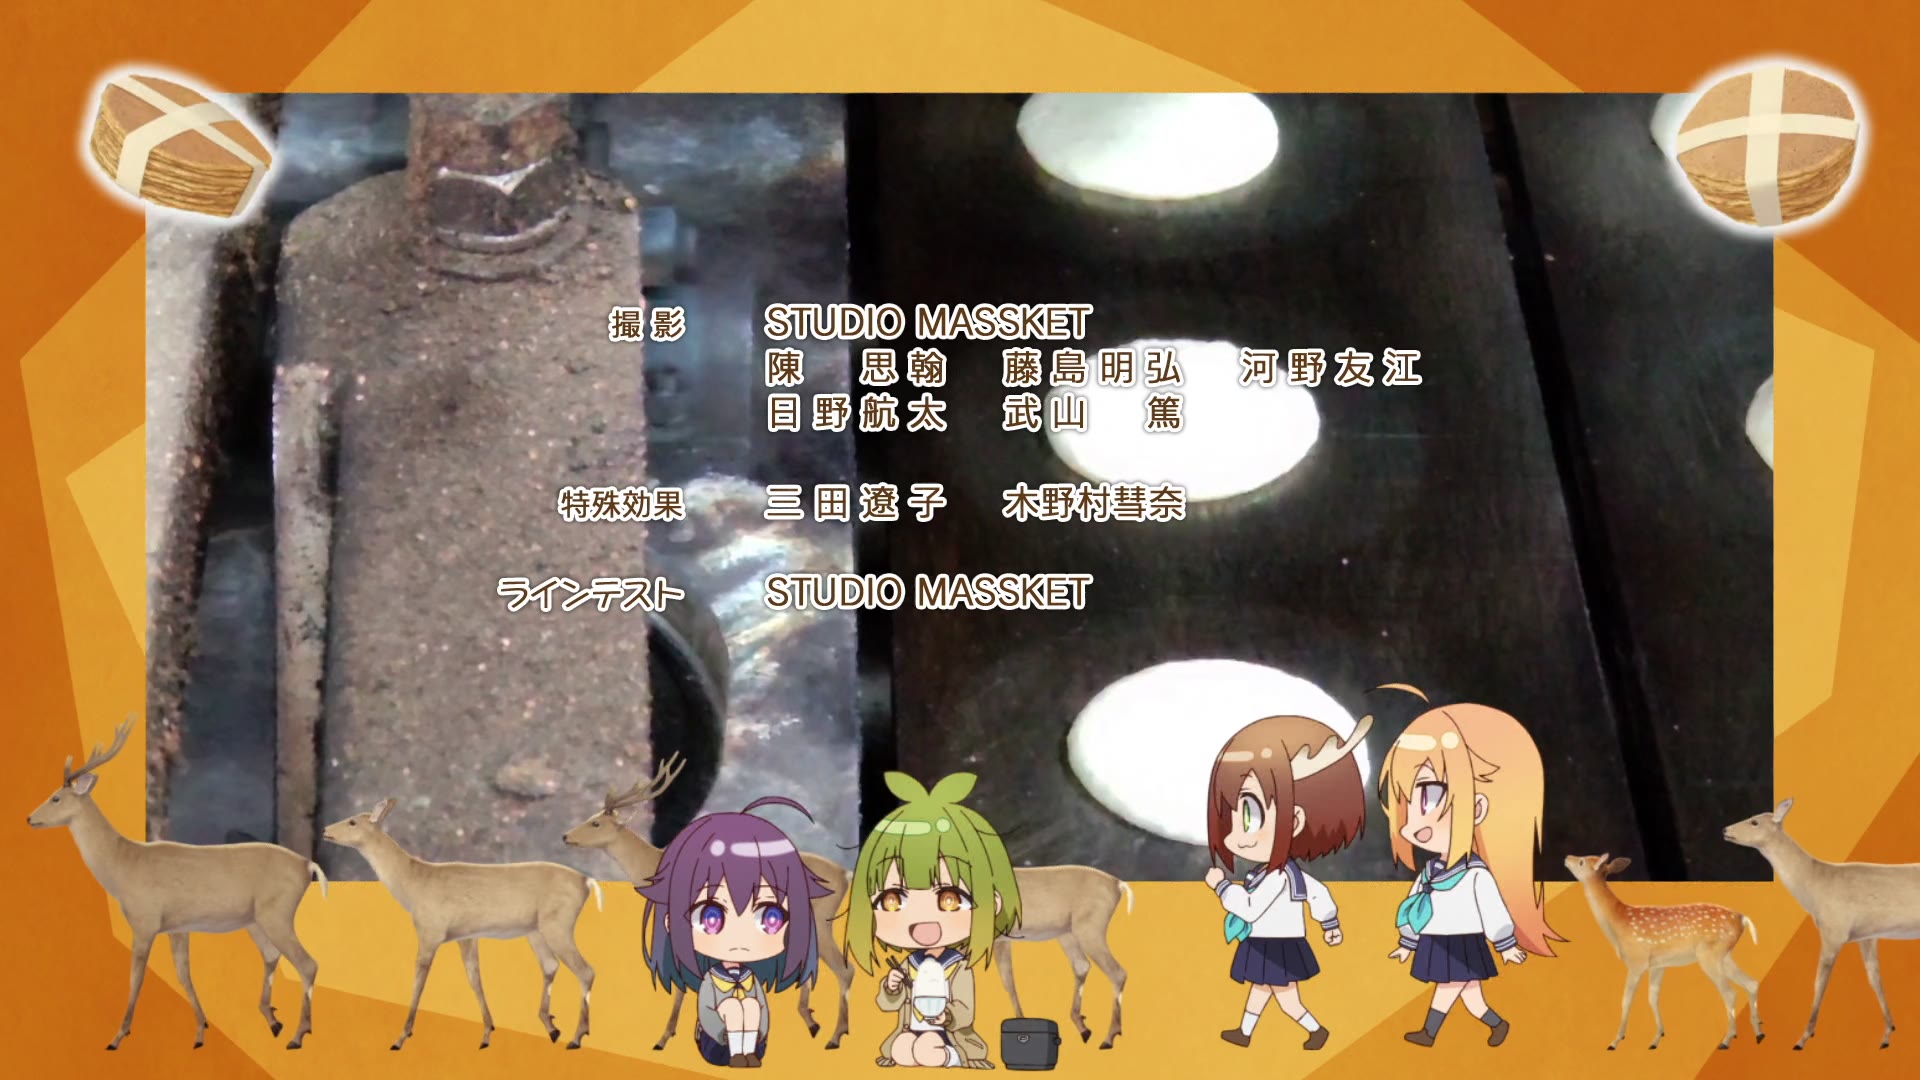 撮影 STUDIO MASSKET
陳 思翰 藤島明弘 河野友江
日野航太 武山 篤
特殊効果 三田遼子 木野村彗奈
ラインテスト STUDIO MASSKET